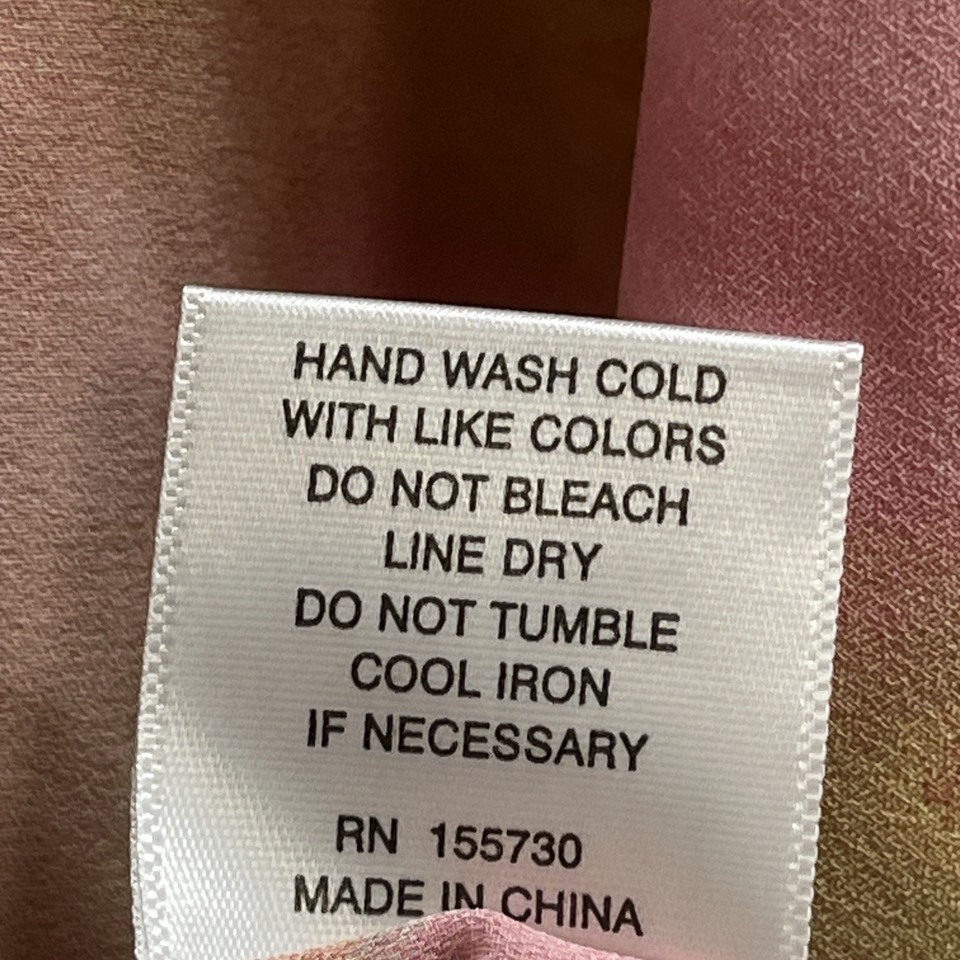 HAND WASH COLD
WITH LIKE COLORS
DO NOT BLEACH
LINE DRY
DO NOT TUMBLE
COOL IRON
IF NECESSARY
RN 155730
MADE IN CHINA